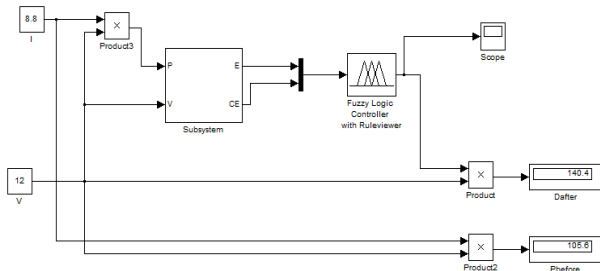 8.8
I
×
Product3
P
V
E
CE
Subsystem
Fuzzy Logic
Controller
with Ruleviewer
Scope
12
V
×
Product
140.4
Dafter
×
Product2
105.6
Pbefore